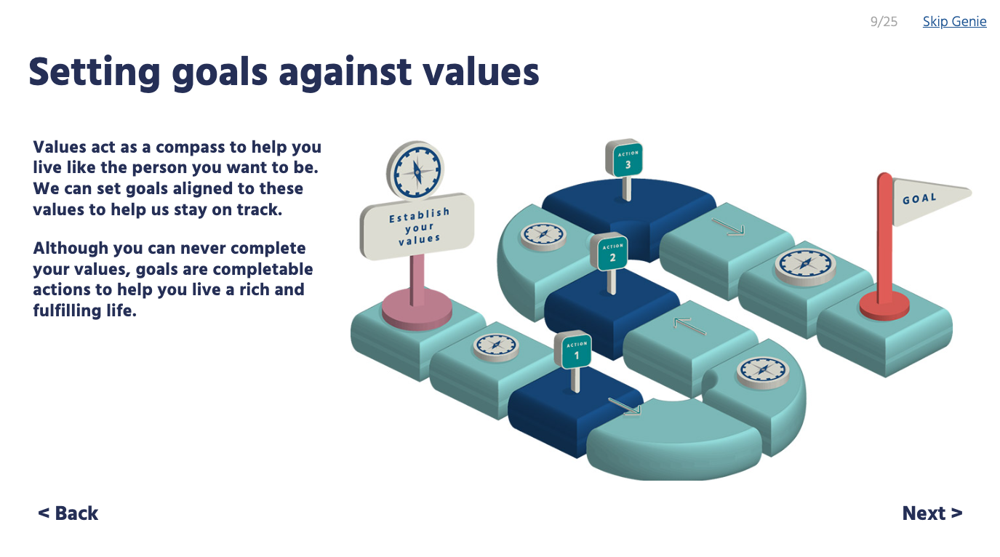 9/25 Skip Genie
Setting goals against values
Values act as a compass to help you
live like the person you want to be.
We can set goals aligned to these
values to help us stay on track.
Although you can never complete
your values, goals are completable
actions to help you live a rich and
fulfilling life.
Establish
your
values
ACTION
3
ACTION
2
ACTION
1
GOAL
< Back
Next >